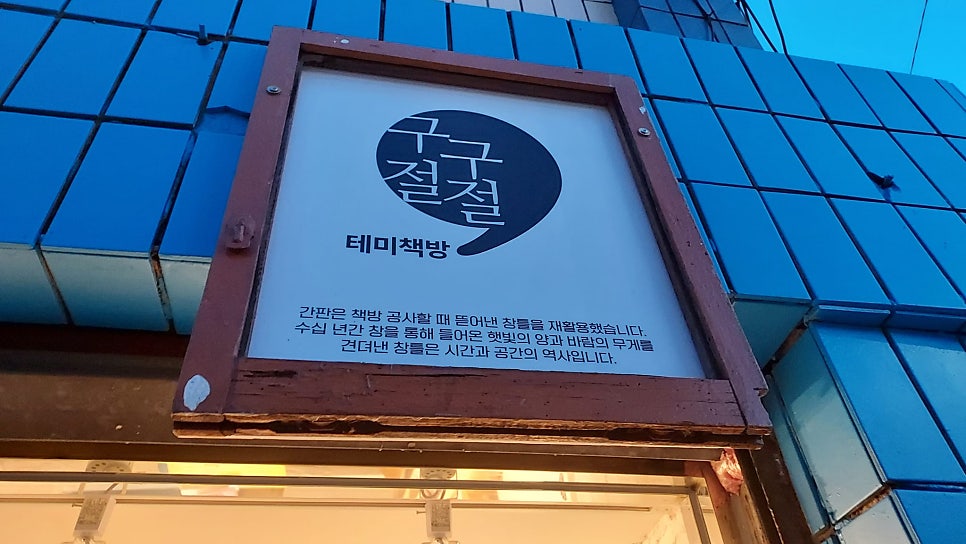 구구
절절
테미책방
간판은 책방 공사할 때 뜯어낸 창틀을 재활용했습니다.
수십 년간 창을 통해 들어온 햇빛의 양과 바람의 무게를
견뎌낸 창틀은 시간과 공간의 역사입니다.